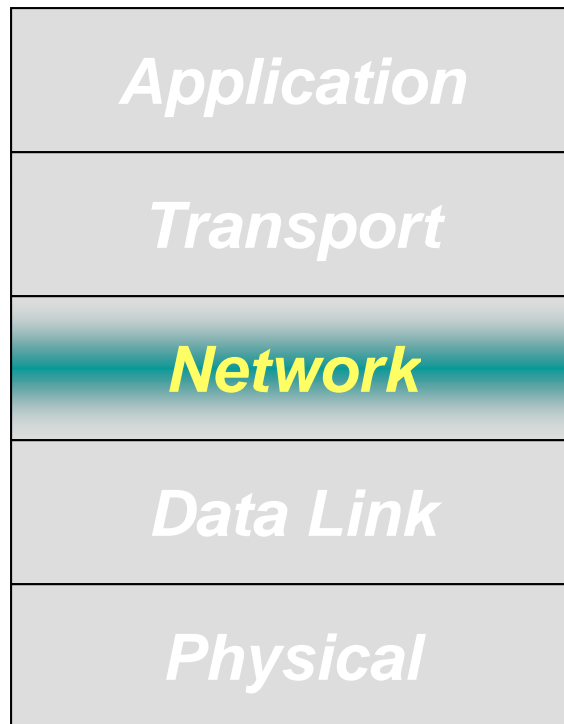 Application
Transport
Network
Data Link
Physical